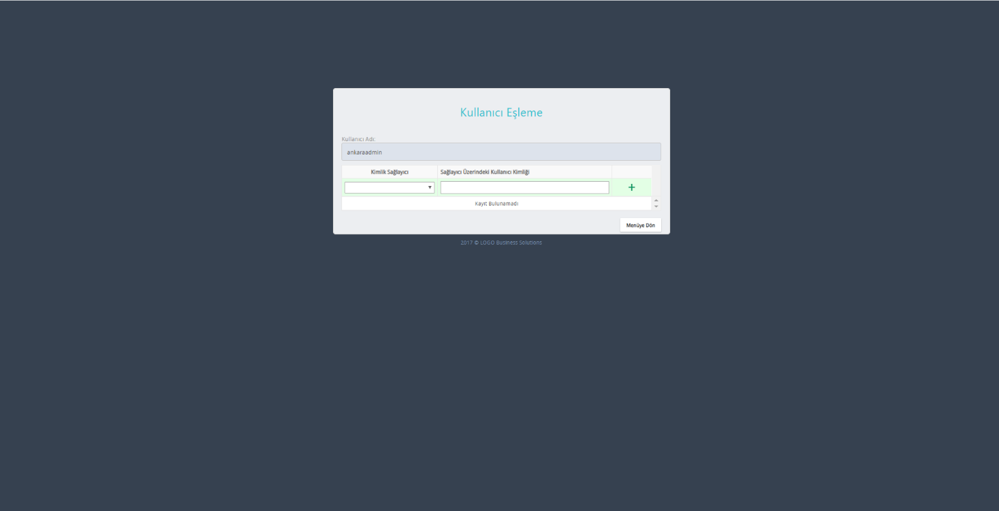 Kullanıcı Eşleme
Kullanıcı Adı:
ankaraadmin
Kimlik Sağlayıcı Sağlayıcı Üzerindeki Kullanıcı Kimliği
Kayıt Bulunamadı
Menüye Dön
2017 © LOGO Business Solutions